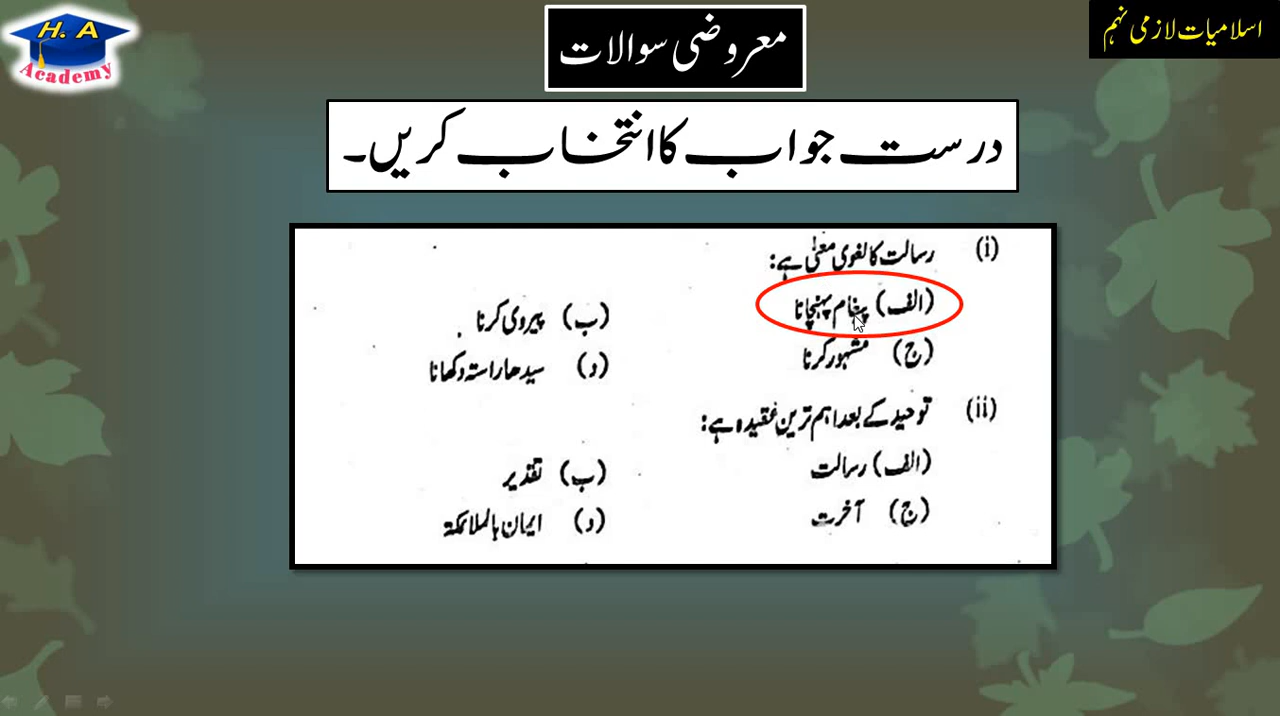 H. A
Academy
اسلامیات لازمی نہم
معروضی سوالات
درست جواب کا انتخاب کریں۔
(i) رسالت کا لغوی معنٰی ہے:
(الف) پیغام پہنچانا (ب) پیروی کرنا
(ج) مشہور کرنا (د) سیدھا راستہ دکھانا
(ii) توحید کے بعد اہم ترین عقیدہ ہے:
(الف) رسالت (ب) تقدیر
(ج) آخرت (د) ایمان بالملائکۃ